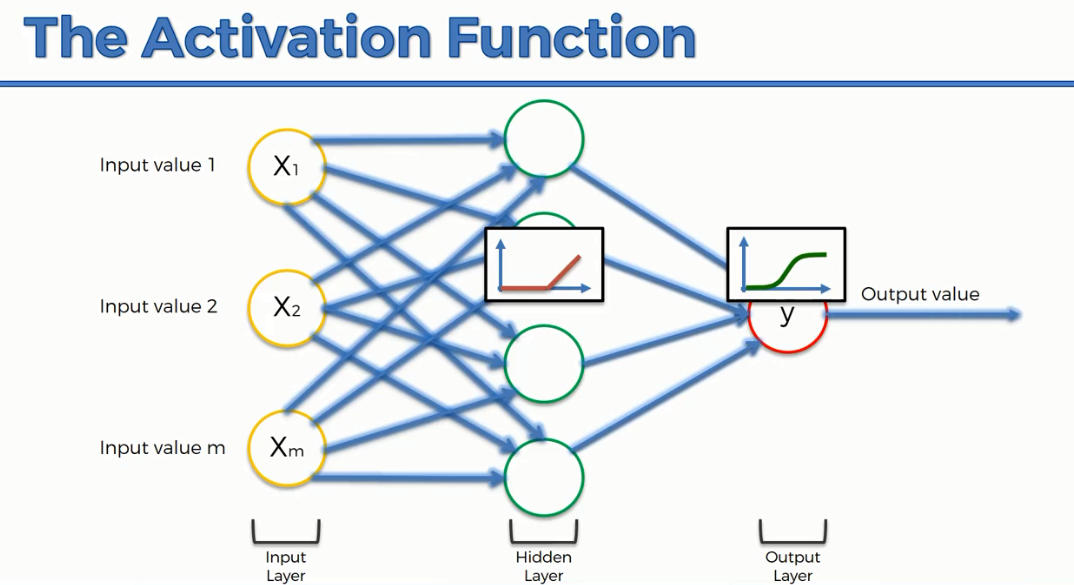 The Activation Function
Input value 1
X1
Input value 2
X2
y
Output value
Input value m
Xm
Input
Layer
Hidden
Layer
Output
Layer